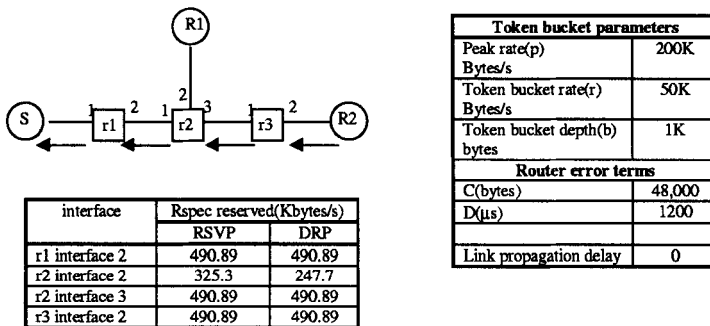 R1
2
1 2 1 3 1 2
S r1 r2 r3 R2
interface Rspec reserved(Kbytes/s)
RSVP DRP
r1 interface 2 490.89 490.89
r2 interface 2 325.3 247.7
r2 interface 3 490.89 490.89
r3 interface 2 490.89 490.89
Token bucket parameters
Peak rate(p) 200K
Bytes/s
Token bucket rate(r) 50K
Bytes/s
Token bucket depth(b) 1K
bytes
Router error terms
C(bytes) 48,000
D(μs) 1200
Link propagation delay 0